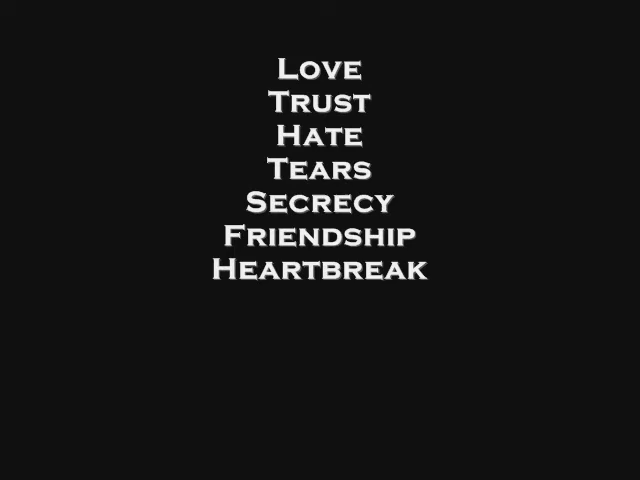 Love
Trust
Hate
Tears
Secrecy
Friendship
Heartbreak